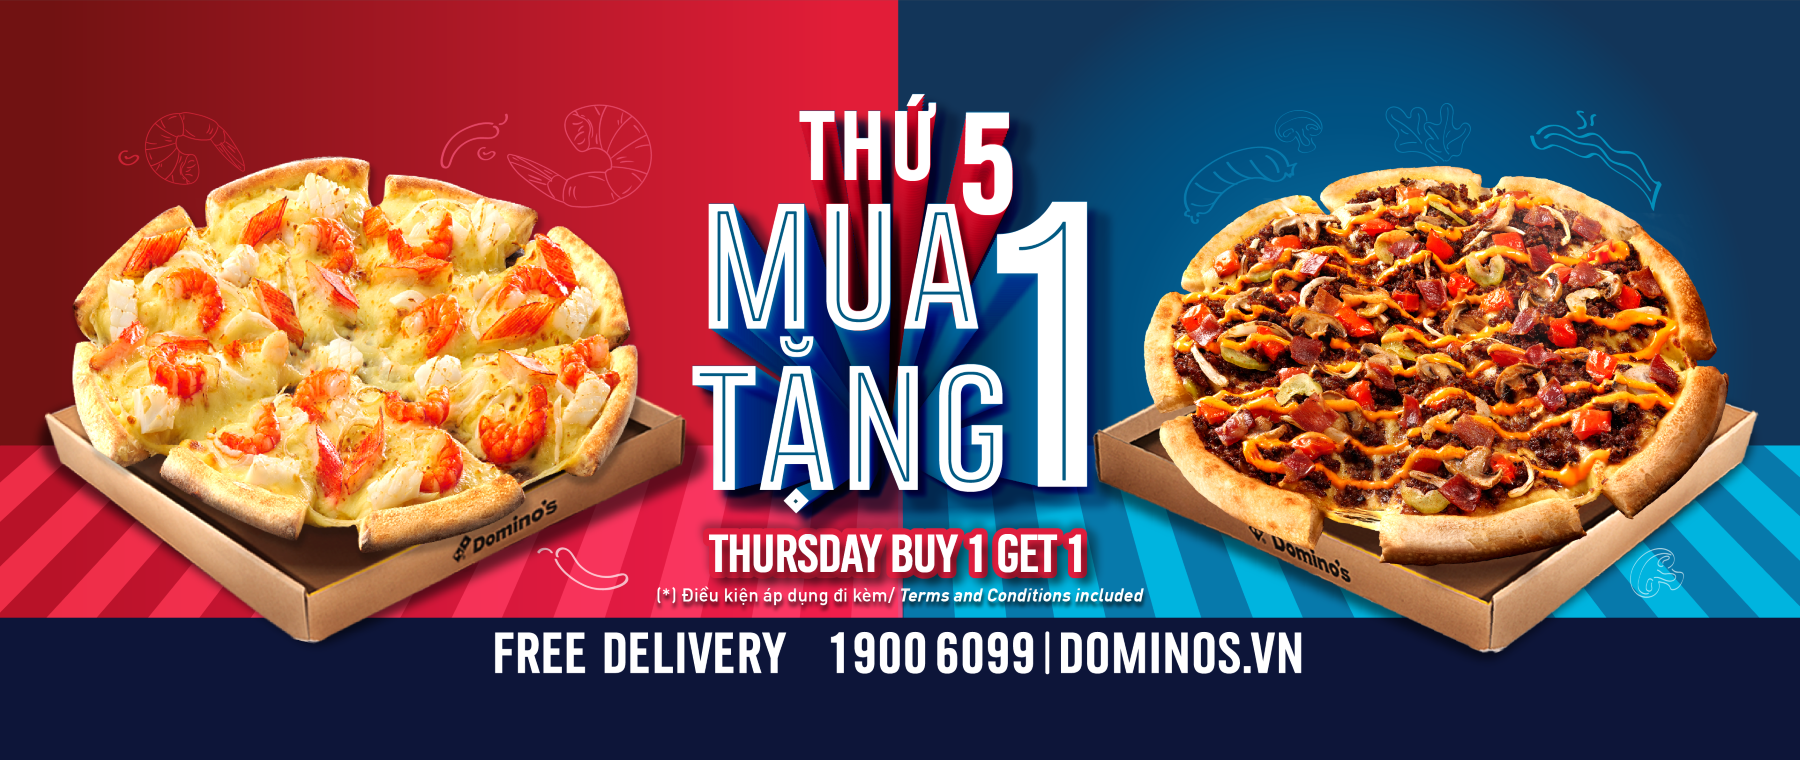 THỨ 5
MUA 1
TẶNG 1
THURSDAY BUY 1 GET 1
(*) Điều kiện áp dụng đi kèm/ Terms and Conditions included
FREE DELIVERY 1900 6099 | DOMINOS.VN
Domino's
Domino's